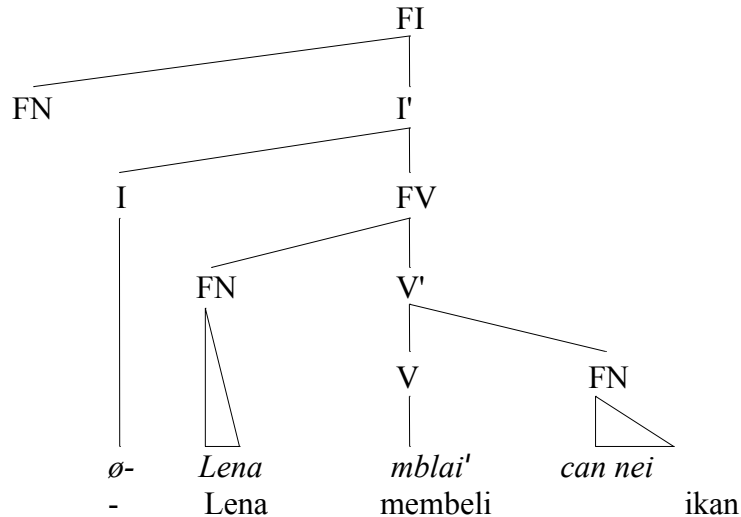 FI
FN I'
I FV
FN V'
V FN
ø- Lena mblai' can nei
- Lena membeli ikan